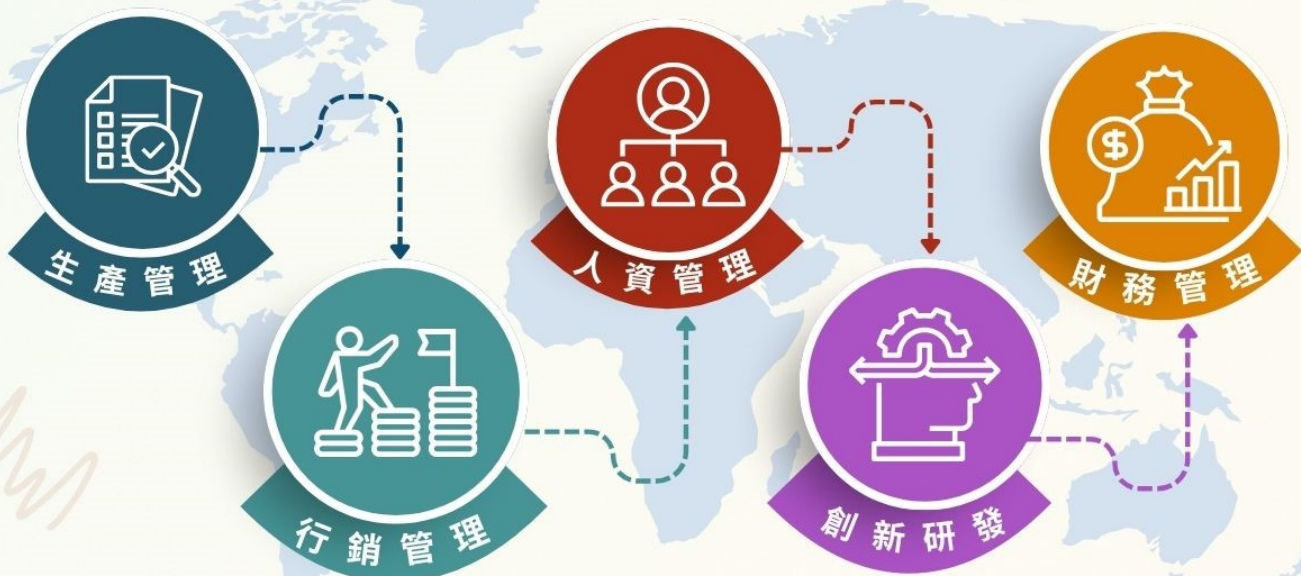 生產管理
行銷管理
人資管理
創新研發
財務管理
$